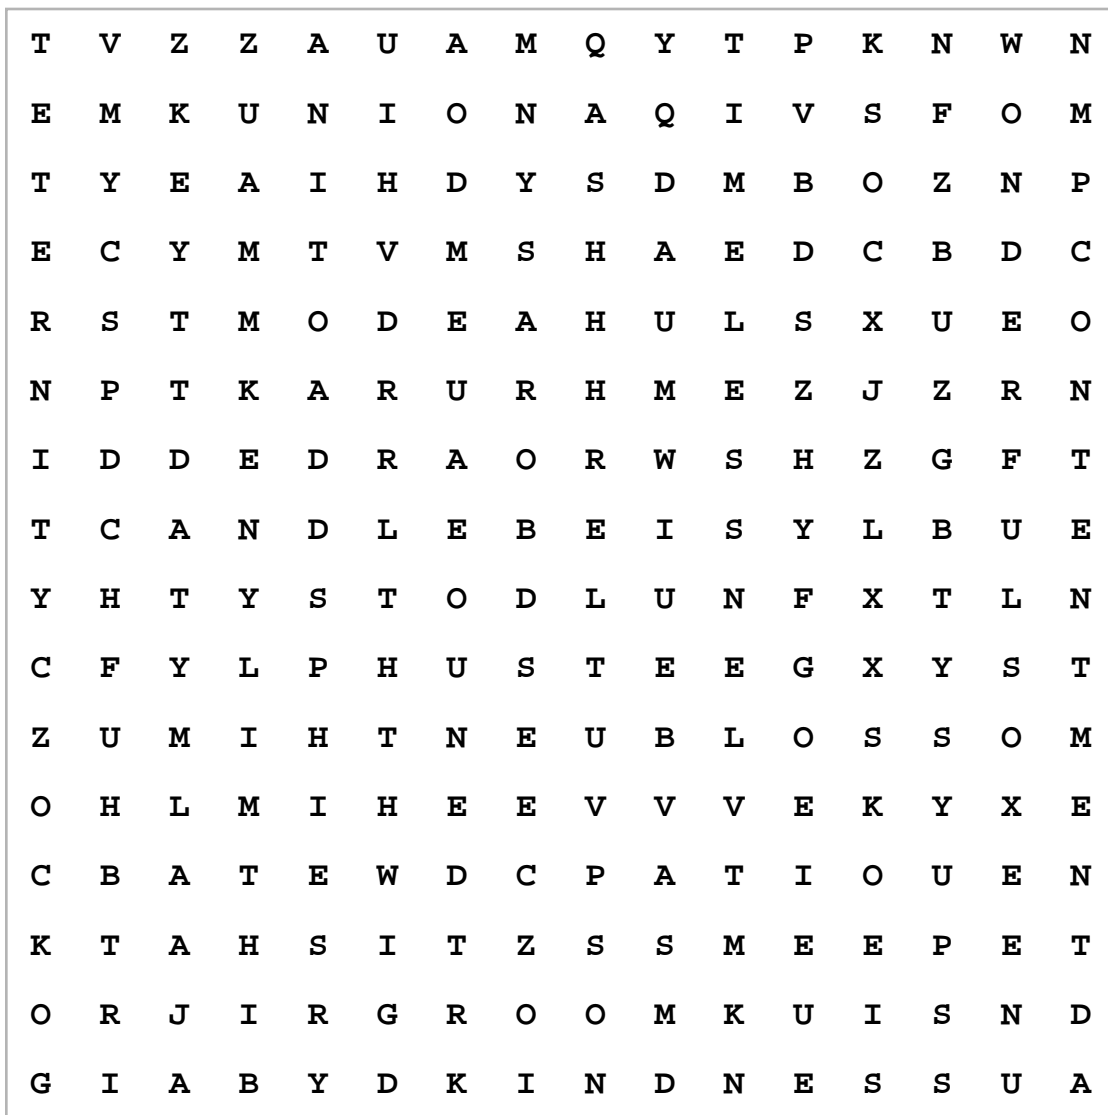 T V Z Z A U A M Q Y T P K N W N
E M K U N I O N A Q I V S F O M
T Y E A I H D Y S D M B O Z N P
E C Y M T V M S H A E D C B D C
R S T M O D E A H U L S X U E O
N P T K A R U R H M E Z J Z R N
I D D E D R A O R W S H Z G F T
T C A N D L E B E I S Y L B U E
Y H T Y S T O D L U N F X T L N
C F Y L P H U S T E E G X Y S T
Z U M I H T N E U B L O S S O M
O H L M I H E E V V V E K Y X E
C B A T E W D C P A T I O U E N
K T A H S I T Z S S M E E P E T
O R J I R G R O O M K U I S N D
G I A B Y D K I N D N E S S U A